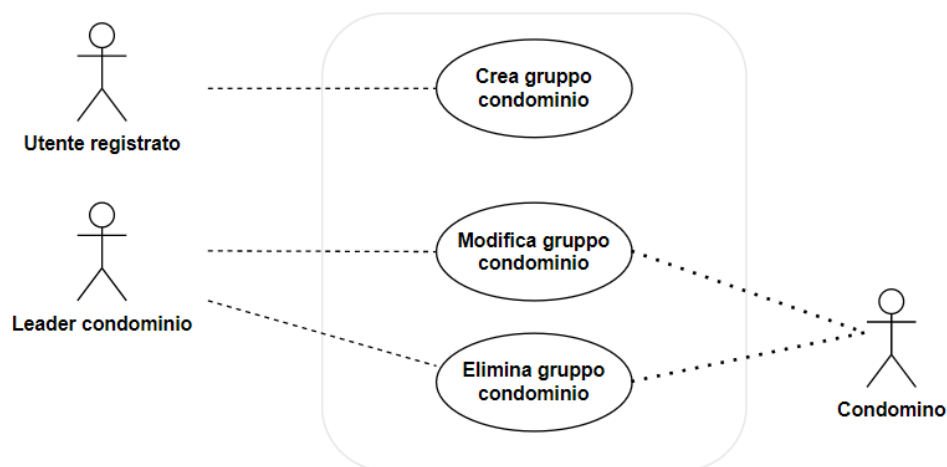 Crea gruppo
condominio
Utente registrato
Modifica gruppo
condominio
Leader condominio
Elimina gruppo
condominio
Condomino